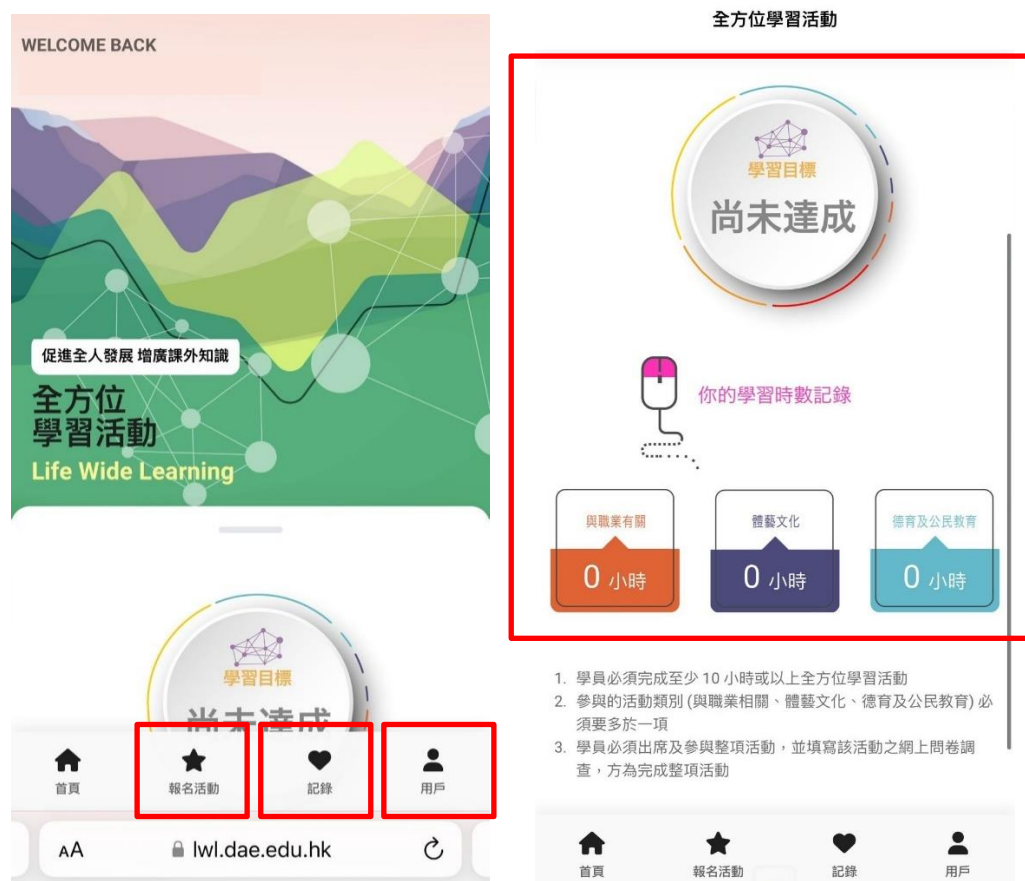 WELCOME BACK
促進全人發展 增廣課外知識
全方位
學習活動
Life Wide Learning
學習目標
尚未達成
首頁
報名活動
記錄
用戶
AA
lwl.dae.edu.hk
全方位學習活動
學習目標
尚未達成
你的學習時數記錄
與職業有關
體藝文化
德育及公民教育
0 小時
0 小時
0 小時
1. 學員必須完成至少 10 小時或以上全方位學習活動
2. 參與的活動類別 (與職業相關、體藝文化、德育及公民教育) 必
須要多於一項
3. 學員必須出席及參與整項活動，並填寫該活動之網上問卷調
查，方為完成整項活動
首頁
報名活動
記錄
用戶